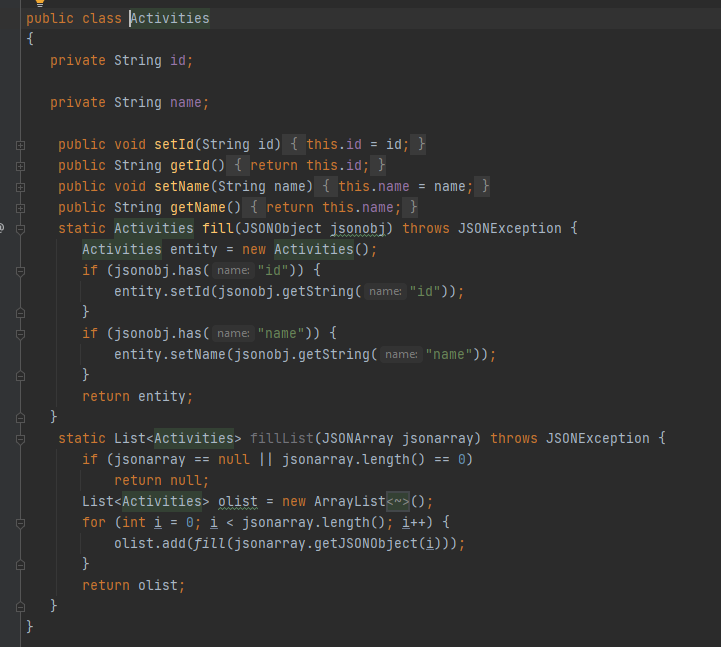 public class Activities
{
private String id;
private String name;
public void setId(String id) { this.id = id; }
public String getId() { return this.id; }
public void setName(String name) { this.name = name; }
public String getName() { return this.name; }
static Activities fill(JSONObject jsonobj) throws JSONException {
Activities entity = new Activities();
if (jsonobj.has( name: "id")) {
entity.setId(jsonobj.getString( name: "id"));
}
if (jsonobj.has( name: "name")) {
entity.setName(jsonobj.getString( name: "name"));
}
return entity;
}
static List<Activities> fillList(JSONArray jsonarray) throws JSONException {
if (jsonarray == null || jsonarray.length() == 0)
return null;
List<Activities> olist = new ArrayList<~>();
for (int i = 0; i < jsonarray.length(); i++) {
olist.add(fill(jsonarray.getJSONObject(i)));
}
return olist;
}
}